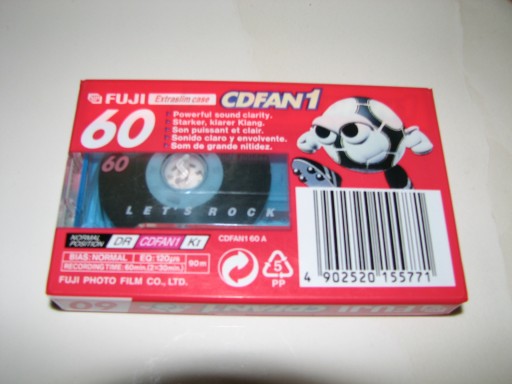 FUJI Extraslim case CDFAN1
60
Powerful sound clarity.
Starker, klarer Klang.
Son puissant et clair.
Sonido claro y envolvente.
Som de grande nitidez.
60
LET'S ROCK
NORMAL POSITION DR CDFAN1 K1
CDFAN1 60 A
BIAS: NORMAL EQ: 120µs
RECORDING TIME: 60min. (2×30min.) 90m
FUJI PHOTO FILM CO., LTD.
5
PP
4 902520 155771
60 FUJI CDFAN1